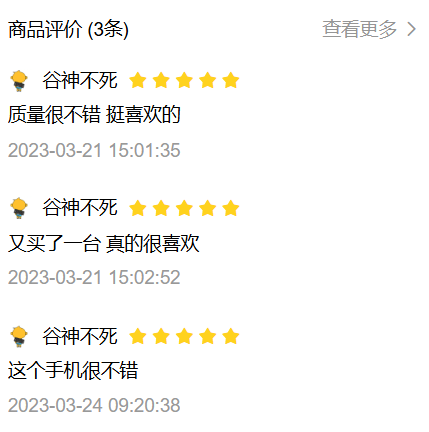 商品评价 (3条) 查看更多
谷神不死
质量很不错 挺喜欢的
2023-03-21 15:01:35
谷神不死
又买了一台 真的很喜欢
2023-03-21 15:02:52
谷神不死
这个手机很不错
2023-03-24 09:20:38